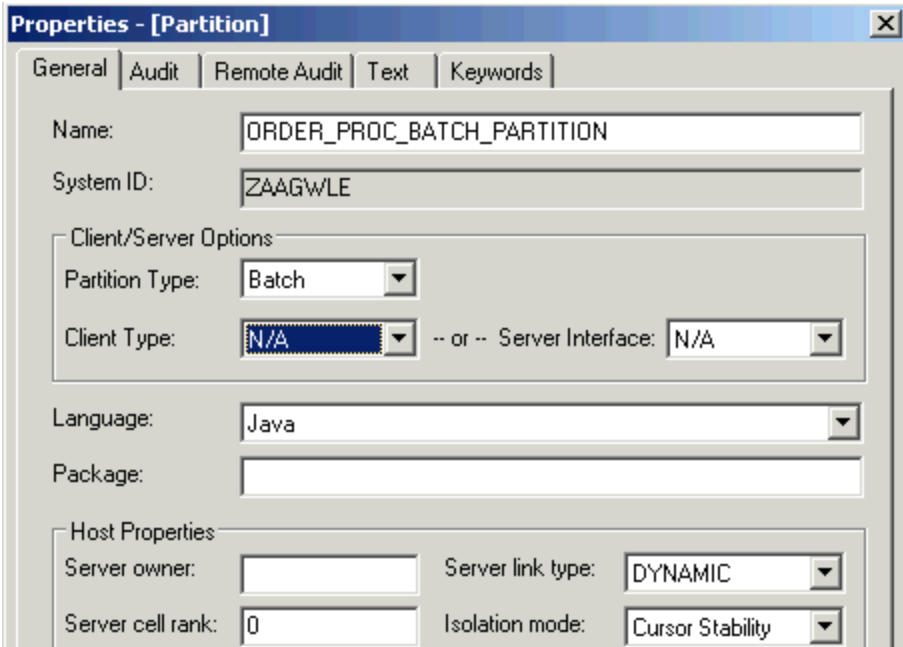 Properties - [Partition]
General Audit Remote Audit Text Keywords
Name: ORDER_PROC_BATCH_PARTITION
System ID: ZAAGWLE
Client/Server Options
Partition Type: Batch
Client Type: N/A -- or -- Server Interface: N/A
Language: Java
Package:
Host Properties
Server owner: Server link type: DYNAMIC
Server cell rank: 0 Isolation mode: Cursor Stability